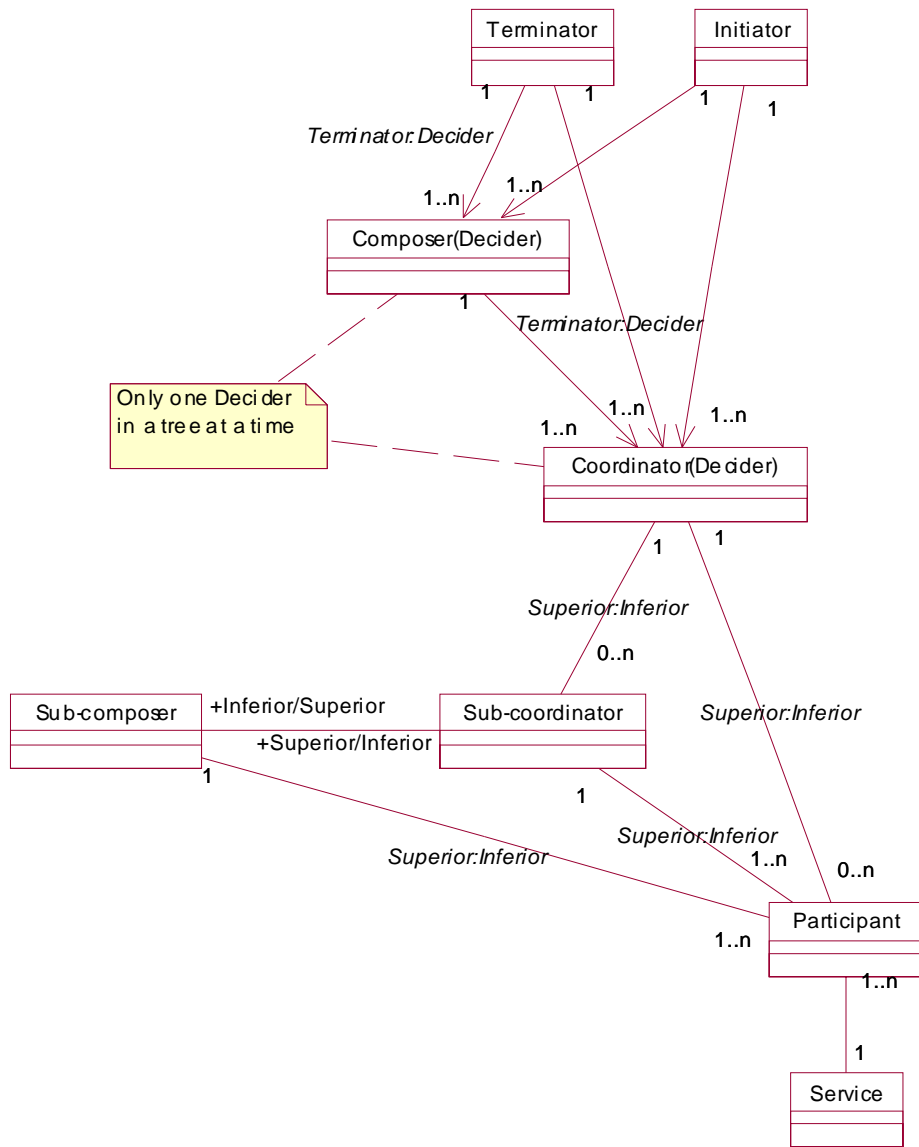 Terminator
Initiator
1
1
1
1
Terminator:Decider
1..n
1..n
Composer(Decider)
1
Terminator:Decider
Only one Decider
in a tree at a time
1..n
1..n
1..n
Coordinator(Decider)
1
1
Superior:Inferior
0..n
Sub-composer
+Inferior/Superior
Sub-coordinator
Superior:Inferior
+Superior/Inferior
1
1
Superior:Inferior
Superior:Inferior
1..n
0..n
Participant
1..n
1..n
1
Service